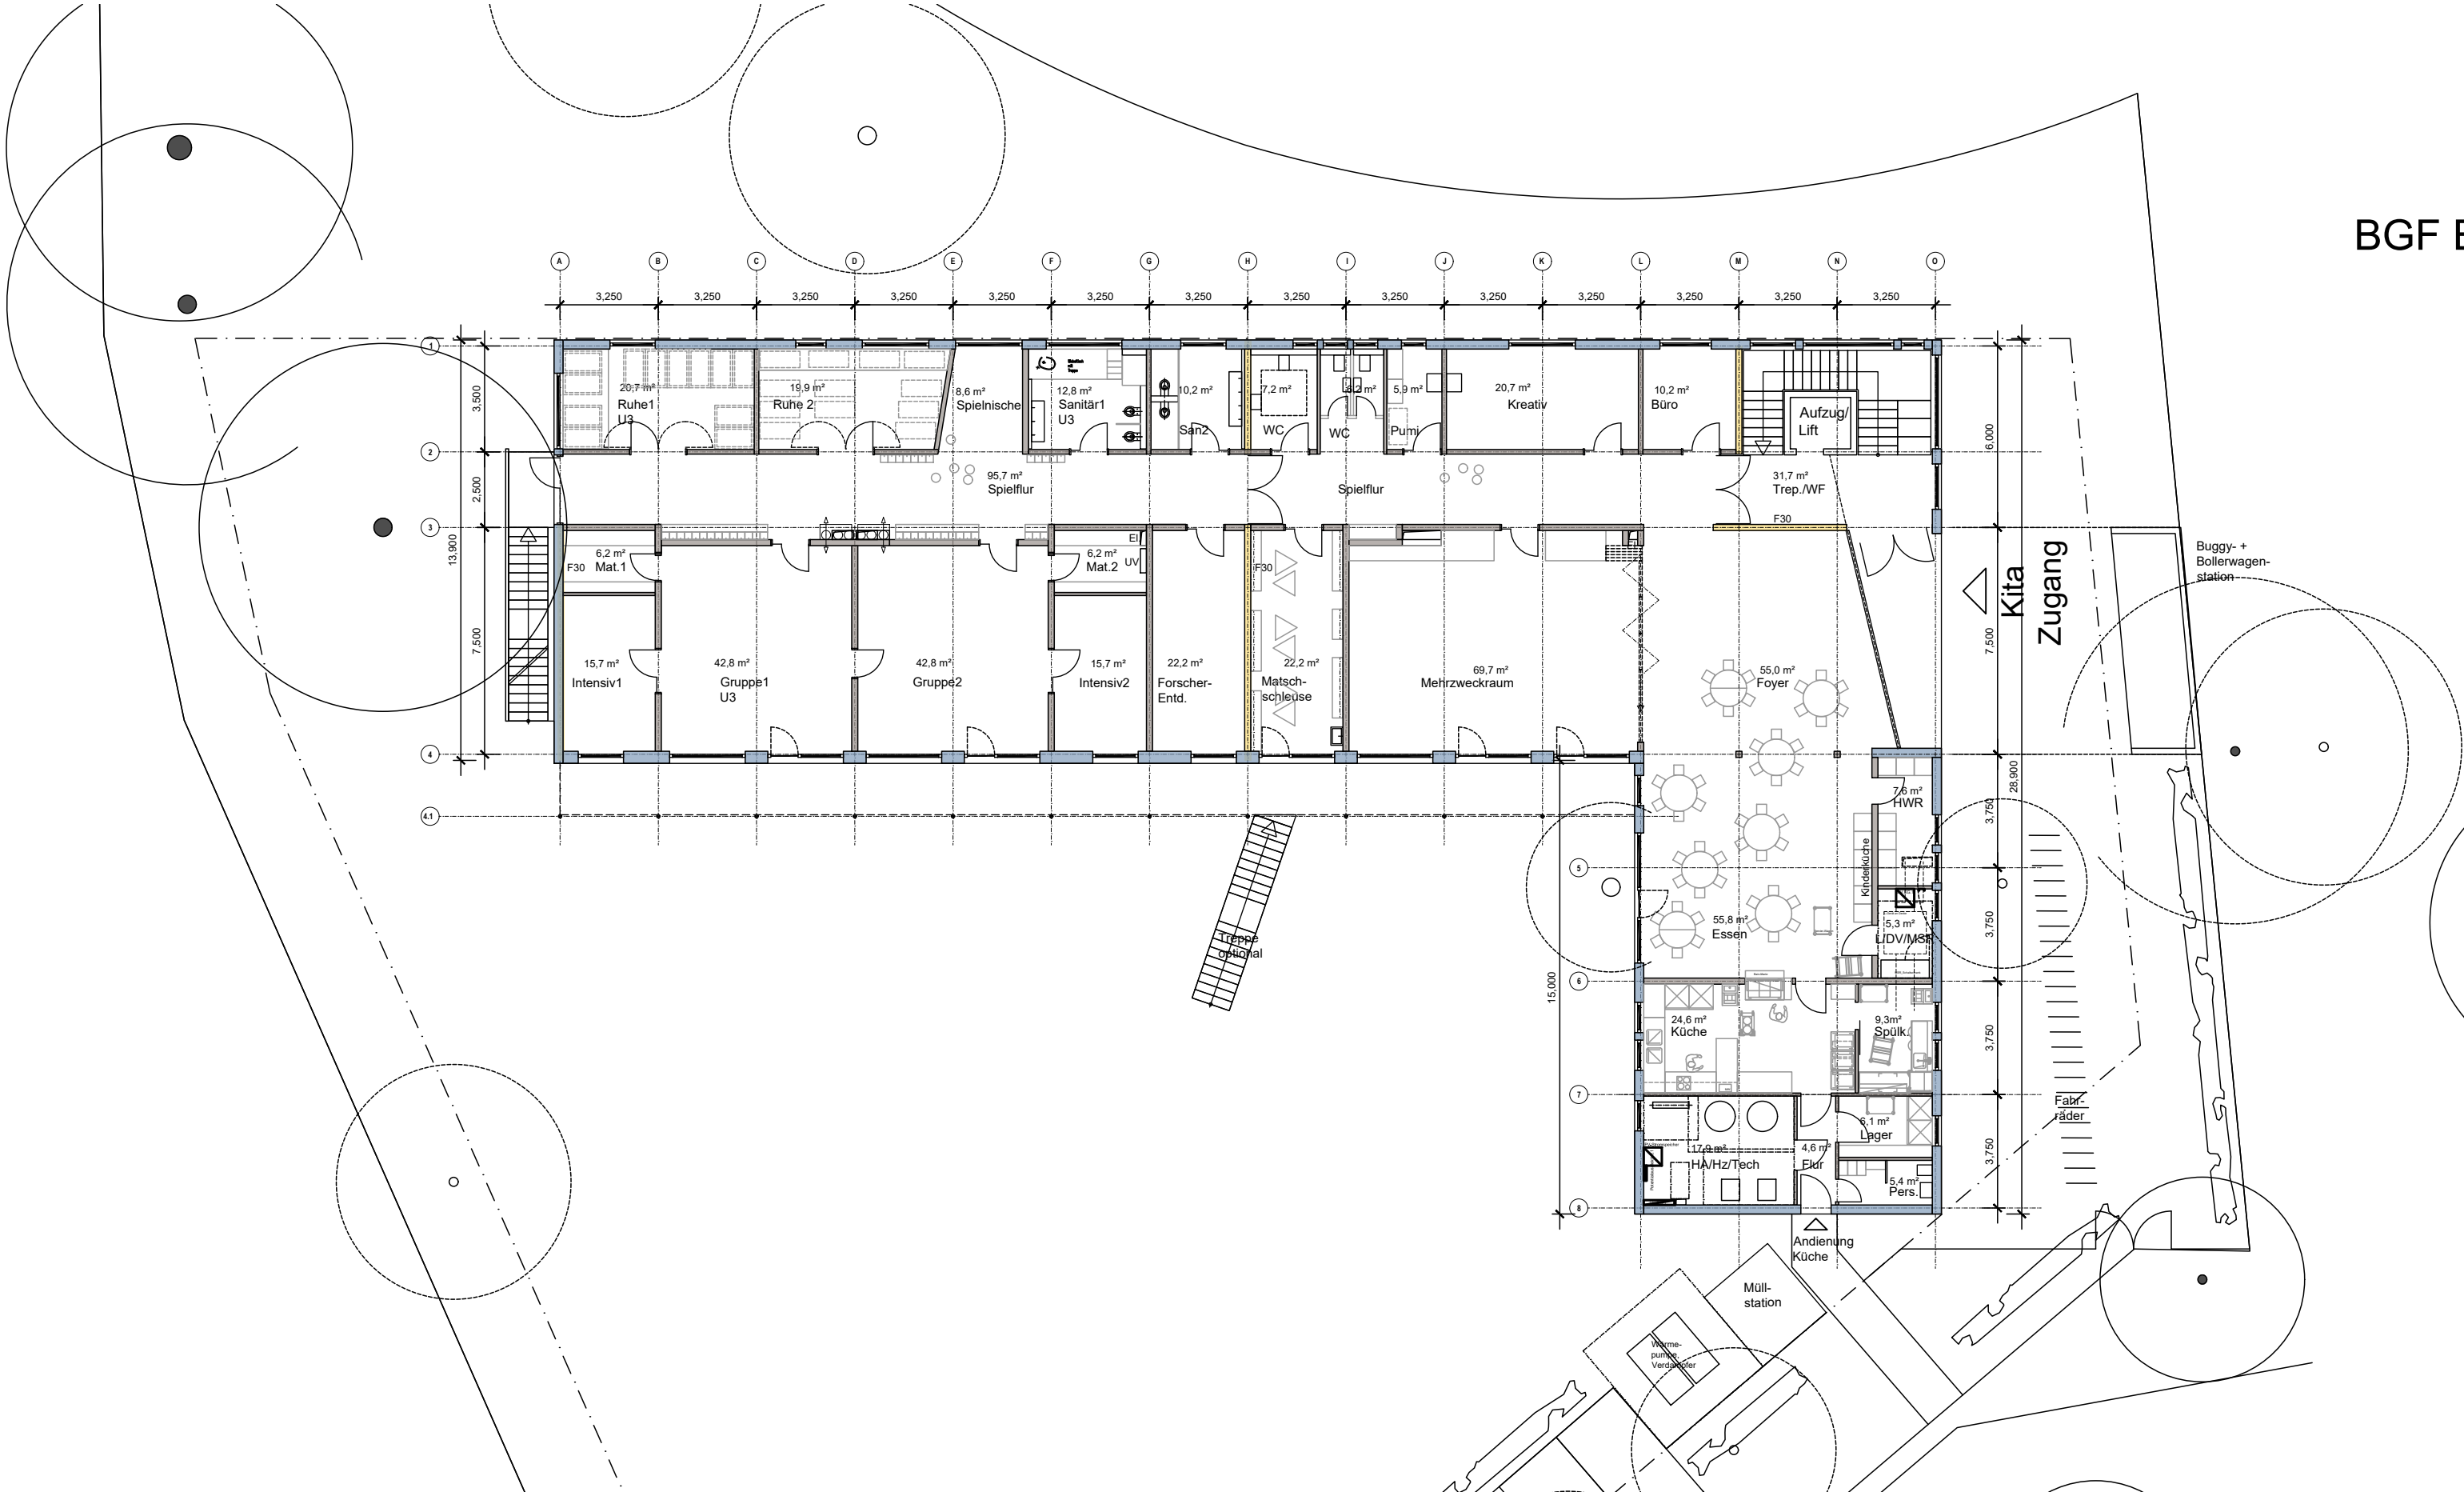 BGF E
A
B
C
D
E
F
G
H
I
J
K
L
M
N
O
3,250
3,250
3,250
3,250
3,250
3,250
3,250
3,250
3,250
3,250
3,250
3,250
3,250
3,250
1
2
3
4
4.1
5
6
7
8
3,500
2,500
7,500
13,900
6,000
7,500
3,750
3,750
3,750
3,750
28,900
15,000
20,7 m²
Ruhe1
U3
19,9 m²
Ruhe 2
8,6 m²
Spielnische
12,8 m²
Sanitär1
U3
10,2 m²
San2
7,2 m²
WC
WC
5,9 m²
Pumi
20,7 m²
Kreativ
10,2 m²
Büro
Aufzug/
Lift
95,7 m²
Spielflur
Spielflur
31,7 m²
Trep./WF
F30
6,2 m²
F30
Mat.1
15,7 m²
Intensiv1
42,8 m²
Gruppe1
U3
42,8 m²
Gruppe2
El
6,2 m²
Mat.2
UV
15,7 m²
Intensiv2
22,2 m²
Forscher-
Entd.
F30
22,2 m²
Matsch-
schleuse
69,7 m²
Mehrzweckraum
55,0 m²
Foyer
Kita
Zugang
Buggy- +
Bollerwagen-
station
7,6 m²
HWR
Kinderküche
55,8 m²
Essen
5,3 m²
24,6 m²
Küche
9,3m²
Spülk.
17,9 m²
HA/Hz/Tech
4,6 m²
Flur
6,1 m²
Lager
5,4 m²
Pers.
Fahr-
räder
Treppe
optional
Andienung
Küche
Müll-
station
Wärme-
pumpe,
Verdampfer